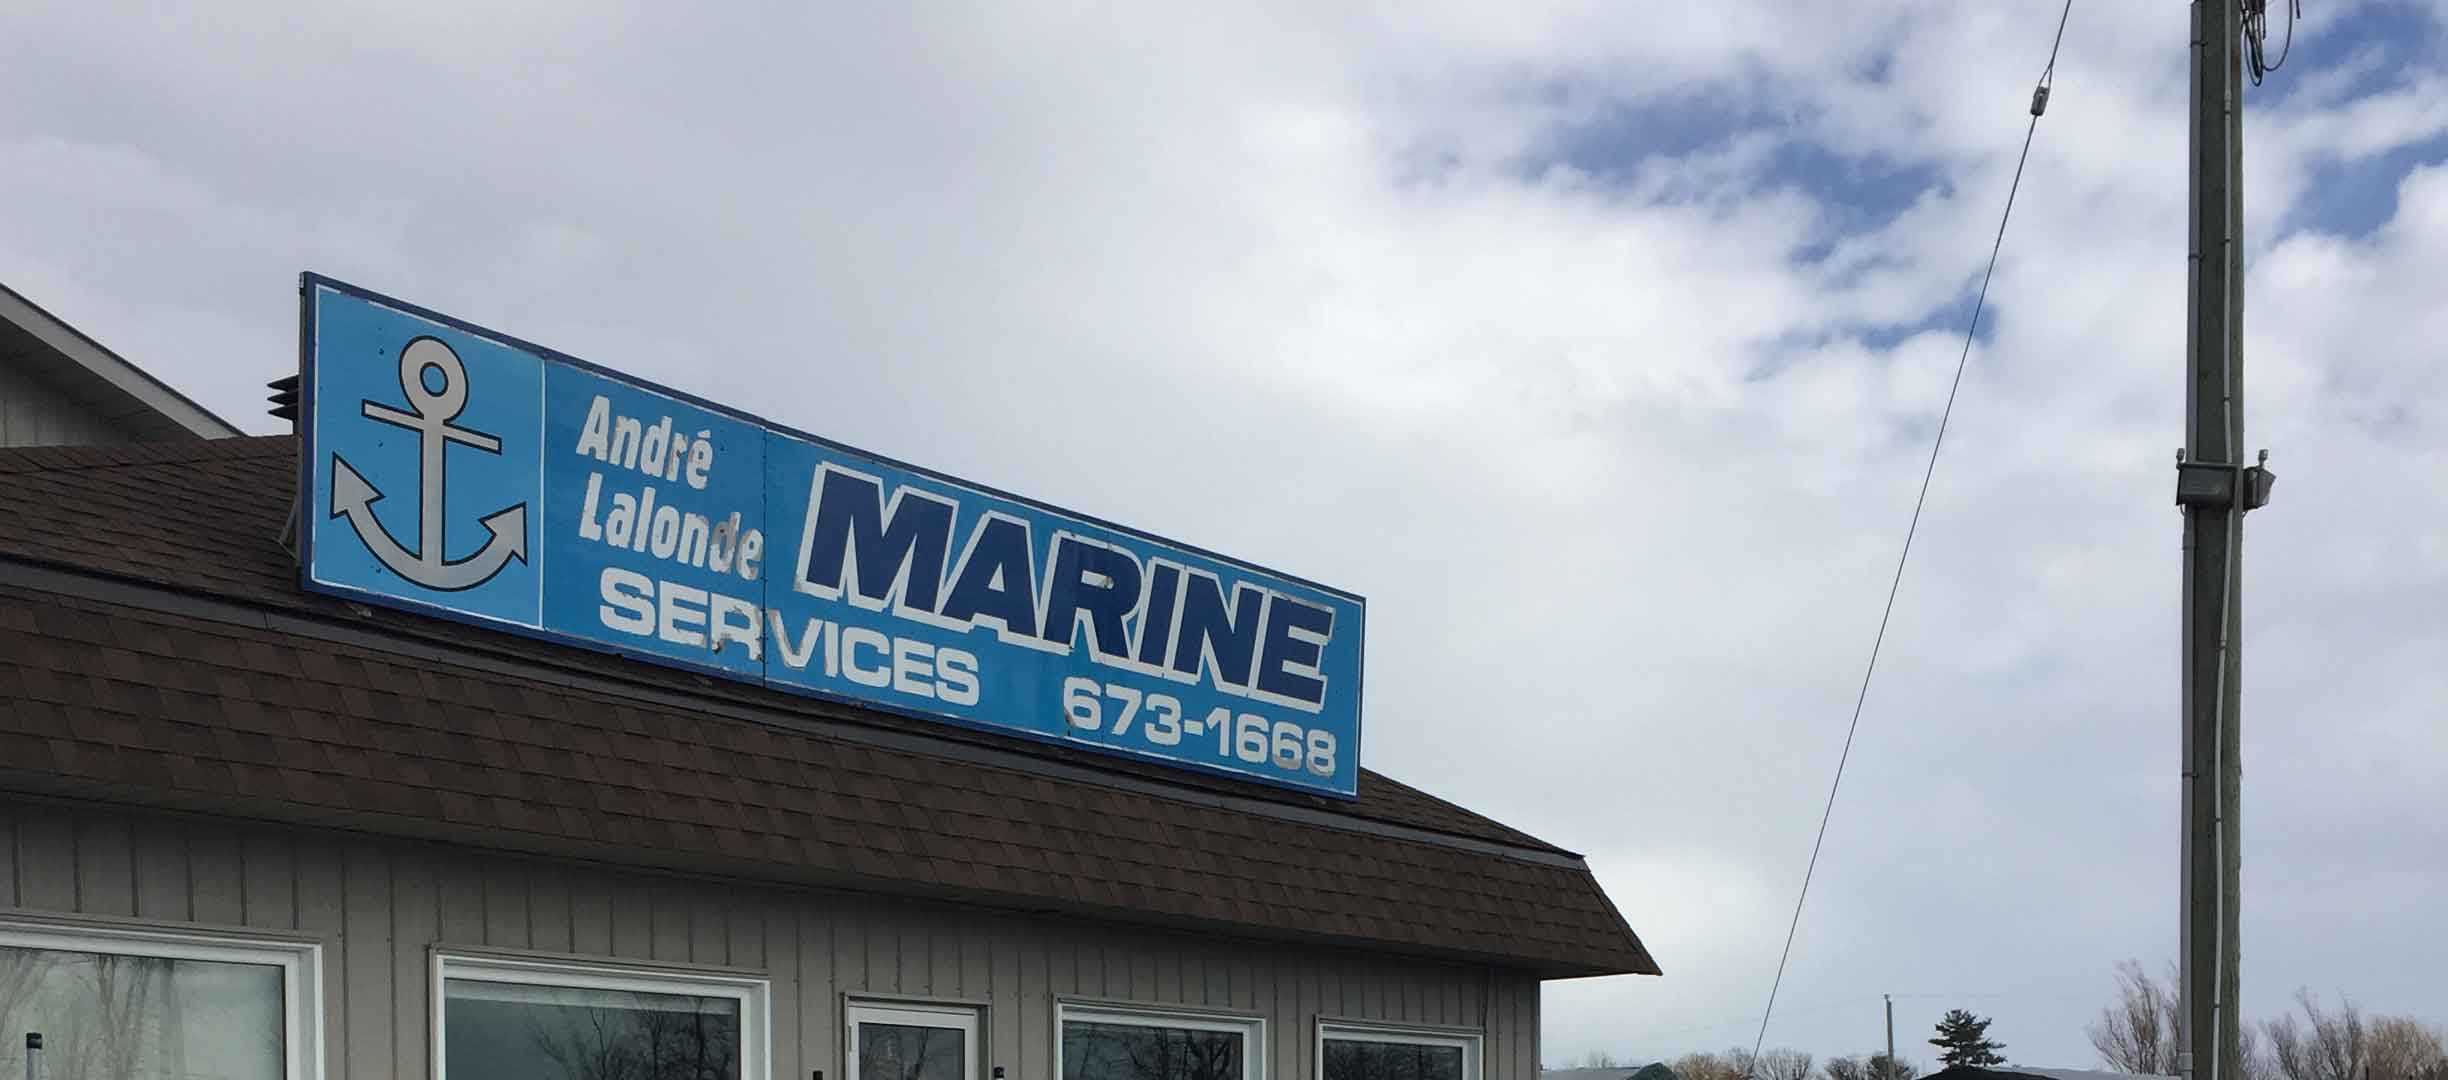 André
Lalonde
MARINE
SERVICES
673-1668